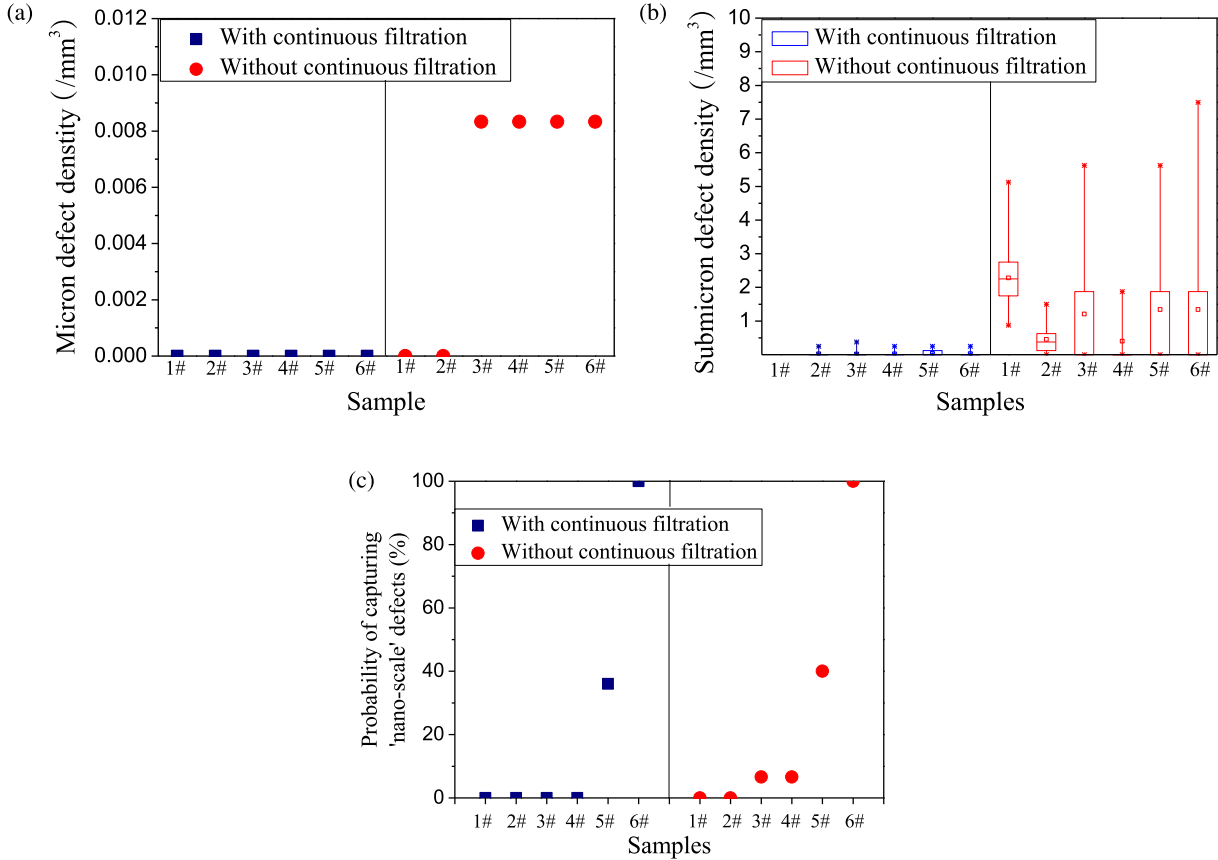 (a)
With continuous filtration
Without continuous filtration
Micron defect denstity (/mm³)
0.012
0.010
0.008
0.006
0.004
0.002
0.000
1# 2# 3# 4# 5# 6# 1# 2# 3# 4# 5# 6#
Sample
(b)
With continuous filtration
Without continuous filtration
Submicron defect density (/mm³)
10
9
8
7
6
5
4
3
2
1
1# 2# 3# 4# 5# 6# 1# 2# 3# 4# 5# 6#
Samples
(c)
With continuous filtration
Without continuous filtration
Probability of capturing
'nano-scale' defects (%)
100
80
60
40
20
0
1# 2# 3# 4# 5# 6# 1# 2# 3# 4# 5# 6#
Samples